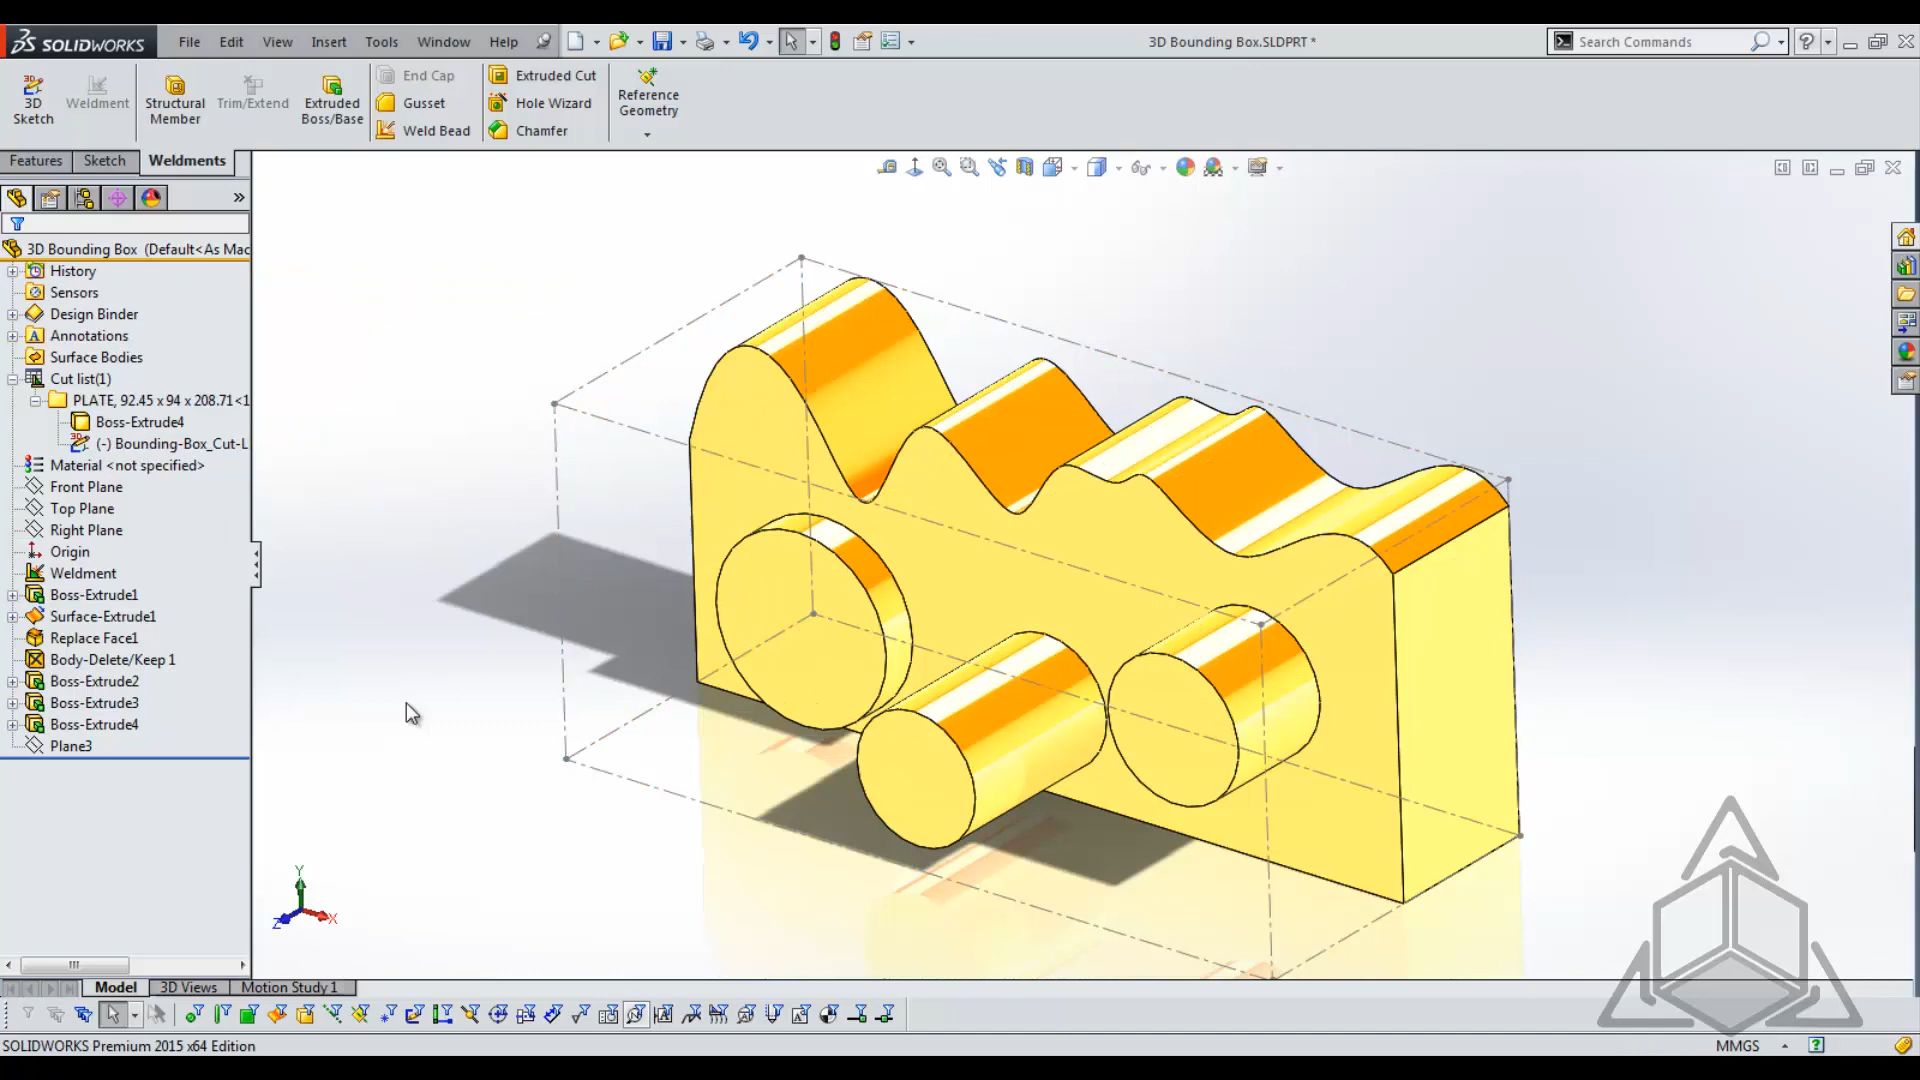 SOLIDWORKS
File Edit View Insert Tools Window Help
3D Bounding Box.SLDPRT *
Search Commands
3D Sketch
Weldment
Structural Member
Trim/Extend
Extruded Boss/Base
End Cap
Gusset
Weld Bead
Extruded Cut
Hole Wizard
Chamfer
Reference Geometry
Features Sketch Weldments
3D Bounding Box (Default<As Mac
History
Sensors
Design Binder
Annotations
Surface Bodies
Cut list(1)
PLATE, 92.45 x 94 x 208.71<1
Boss-Extrude4
(-) Bounding-Box_Cut-L
Material <not specified>
Front Plane
Top Plane
Right Plane
Origin
Weldment
Boss-Extrude1
Surface-Extrude1
Replace Face1
Body-Delete/Keep 1
Boss-Extrude2
Boss-Extrude3
Boss-Extrude4
Plane3
Y
Z
X
Model 3D Views Motion Study 1
SOLIDWORKS Premium 2015 x64 Edition
MMGS